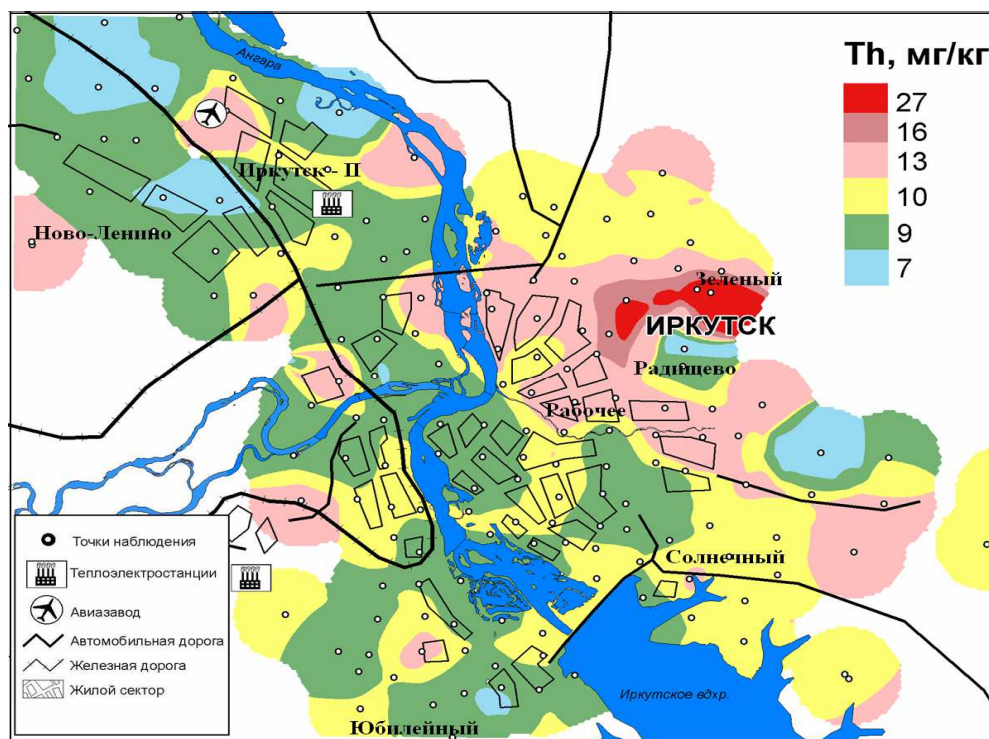 Ангара
Th, мг/кг
27
16
13
10
9
7
Иркутск - II
Ново-Ленино
Зеленый
ИРКУТСК
Радищево
Рабочее
Солнечный
Иркутское вдхр.
Юбилейный
Точки наблюдения
Теплоэлектростанции
Авиазавод
Автомобильная дорога
Железная дорога
Жилой сектор